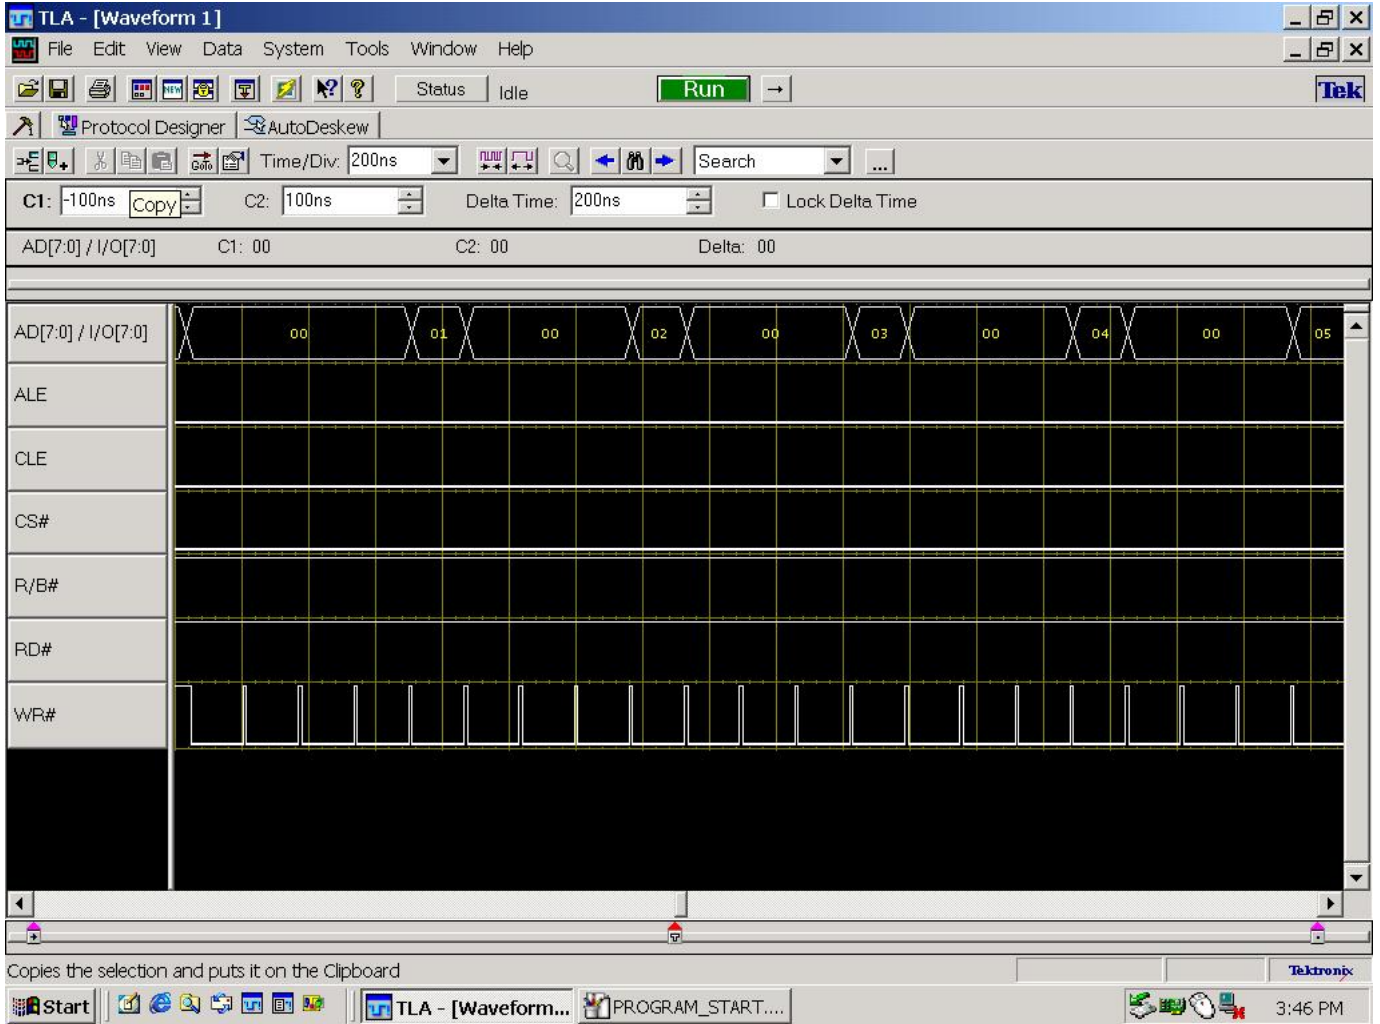 TLA - [Waveform 1]
File Edit View Data System Tools Window Help
Status Idle Run Tek
Protocol Designer AutoDeskew
Time/Div: 200ns Search ...
C1: -100ns Copy C2: 100ns Delta Time: 200ns Lock Delta Time
AD[7:0] / I/O[7:0] C1: 00 C2: 00 Delta: 00
AD[7:0] / I/O[7:0] 00 01 00 02 00 03 00 04 00 05
ALE
CLE
CS#
R/B#
RD#
WR#
Copies the selection and puts it on the Clipboard Tektronix
Start TLA - [Waveform... PROGRAM_START.... 3:46 PM